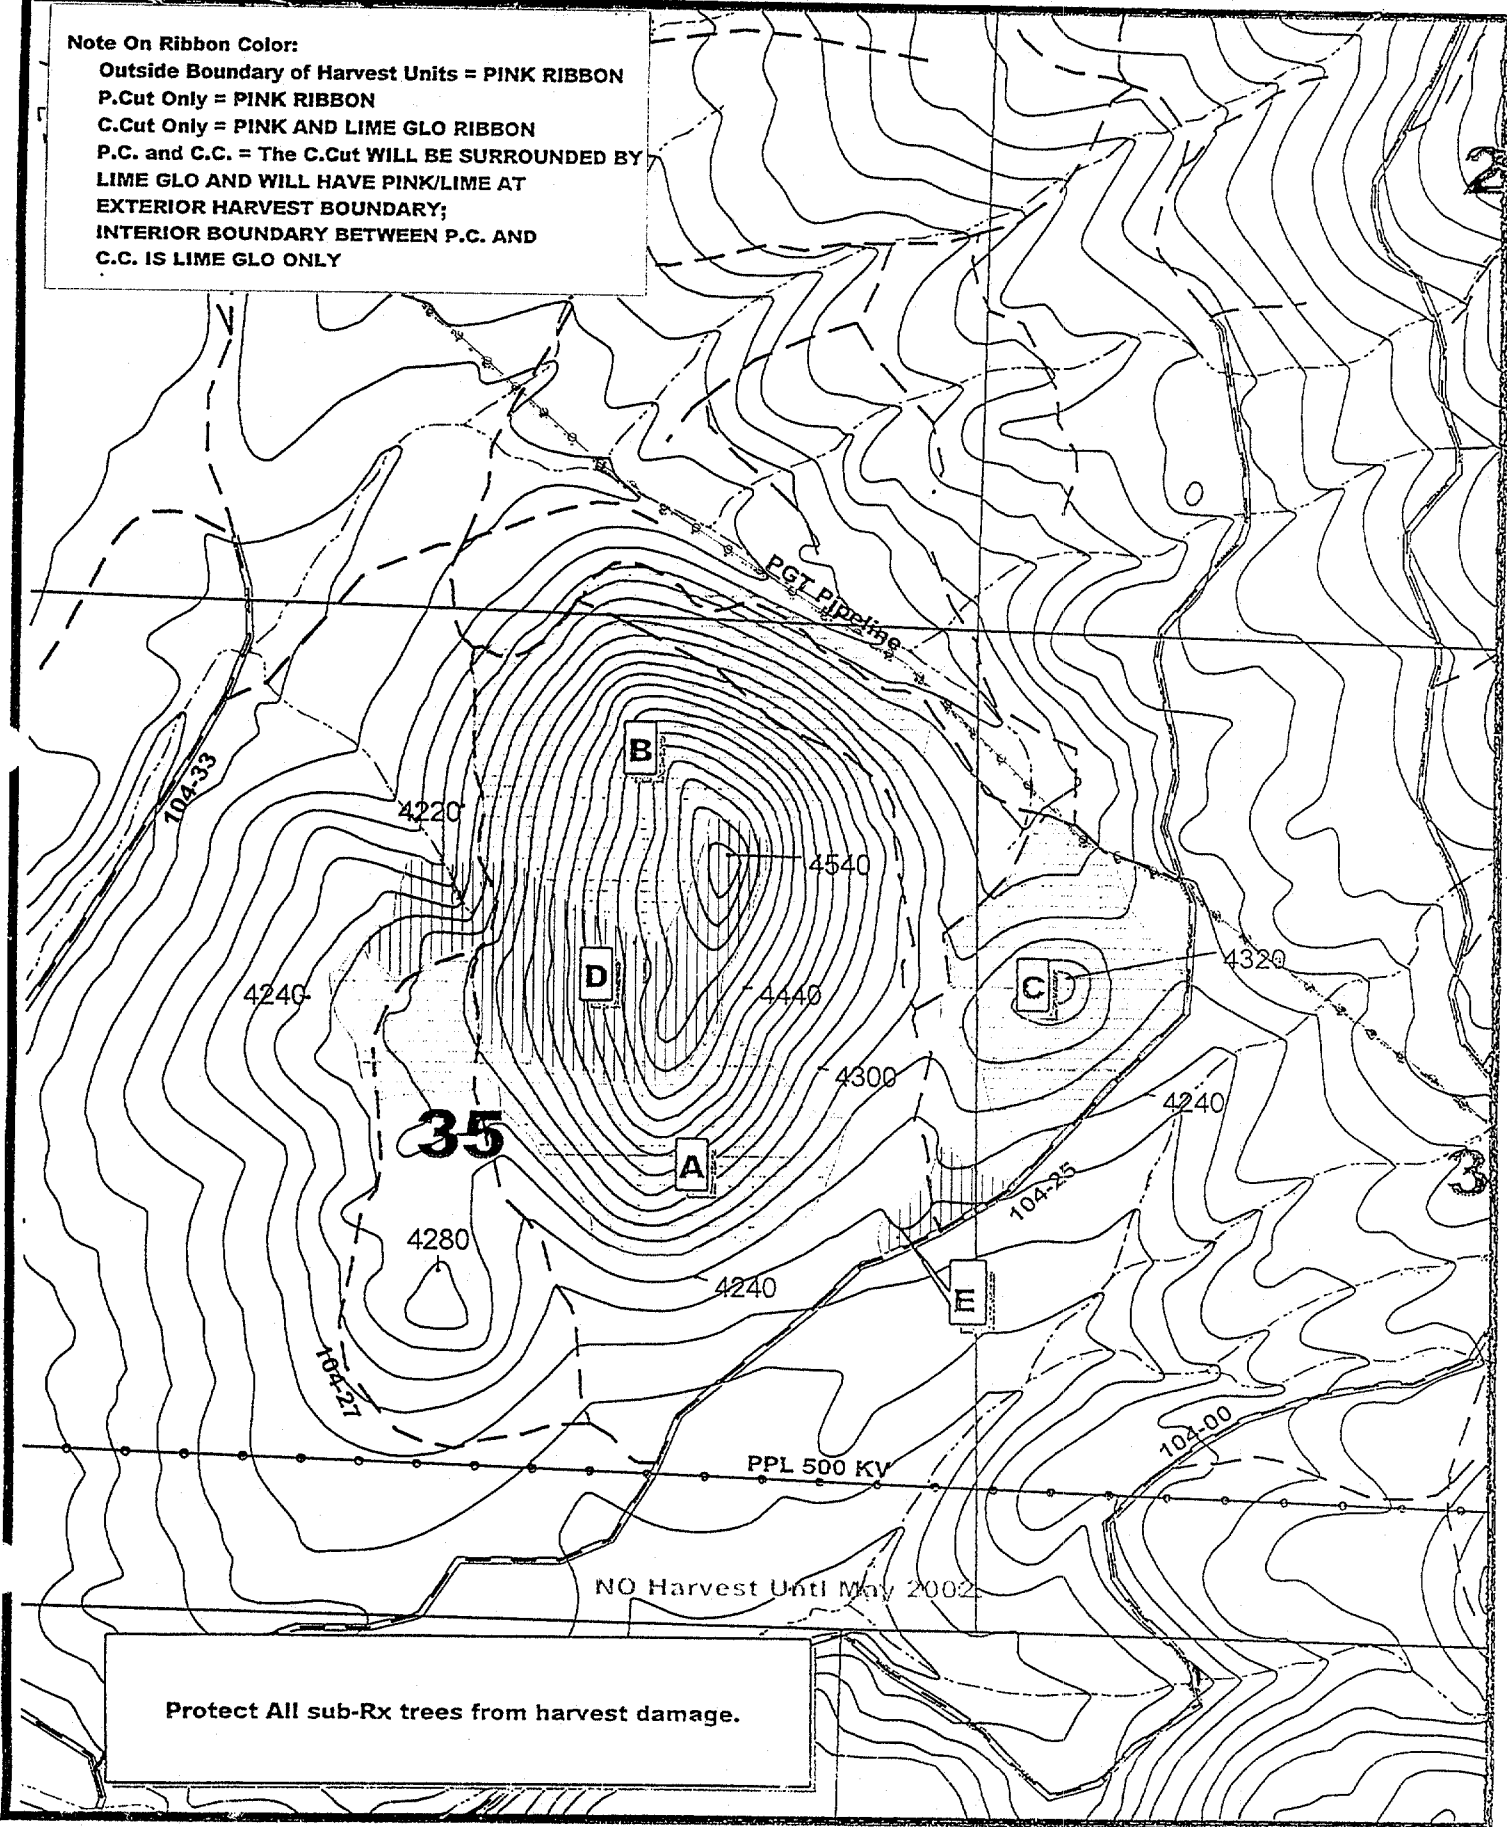 Note On Ribbon Color:
Outside Boundary of Harvest Units = PINK RIBBON
P.Cut Only = PINK RIBBON
C.Cut Only = PINK AND LIME GLO RIBBON
P.C. and C.C. = The C.Cut WILL BE SURROUNDED BY
LIME GLO AND WILL HAVE PINK/LIME AT
EXTERIOR HARVEST BOUNDARY;
INTERIOR BOUNDARY BETWEEN P.C. AND
C.C. IS LIME GLO ONLY
2
PGT Pipeline
B
104-33
4220
4540
4320
D
C
4240
4440
4300
4240
35
A
104-25
3
4280
4240
E
104-27
104-00
PPL 500 KV
NO Harvest Until May 2002
Protect All sub-Rx trees from harvest damage.